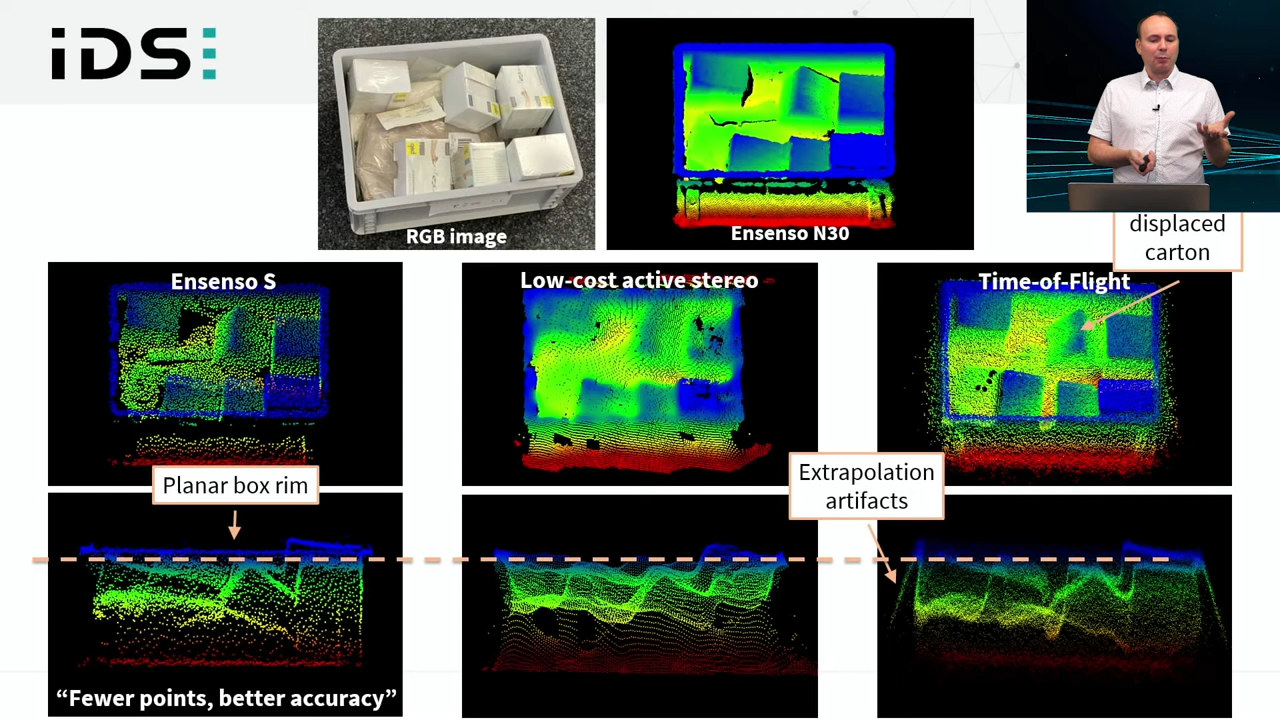 iDS
RGB image
Ensenso N30
displaced
carton
Ensenso S
Low-cost active stereo
Time-of-Flight
Planar box rim
Extrapolation
artifacts
“Fewer points, better accuracy”